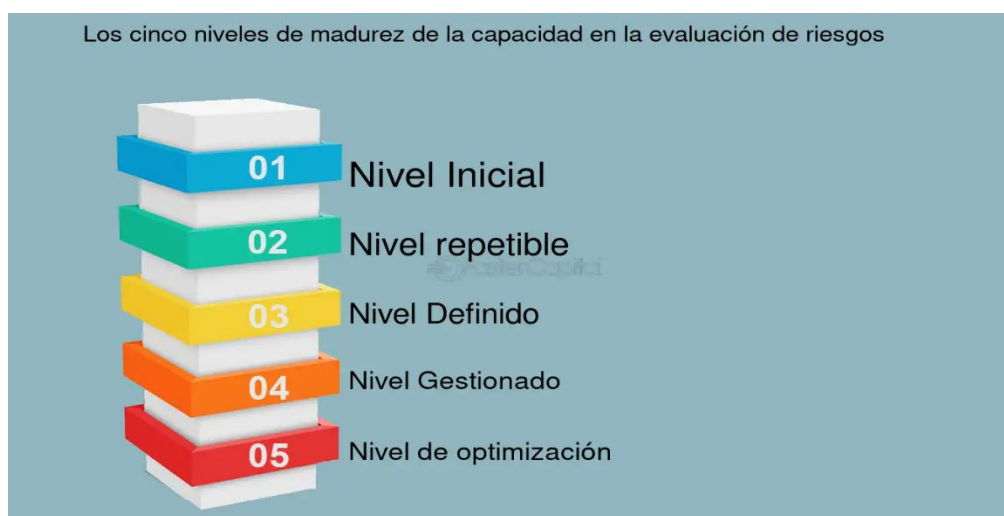 Los cinco niveles de madurez de la capacidad en la evaluación de riesgos
01 Nivel Inicial
02 Nivel repetible
FasterCapital
03 Nivel Definido
04 Nivel Gestionado
05 Nivel de optimización